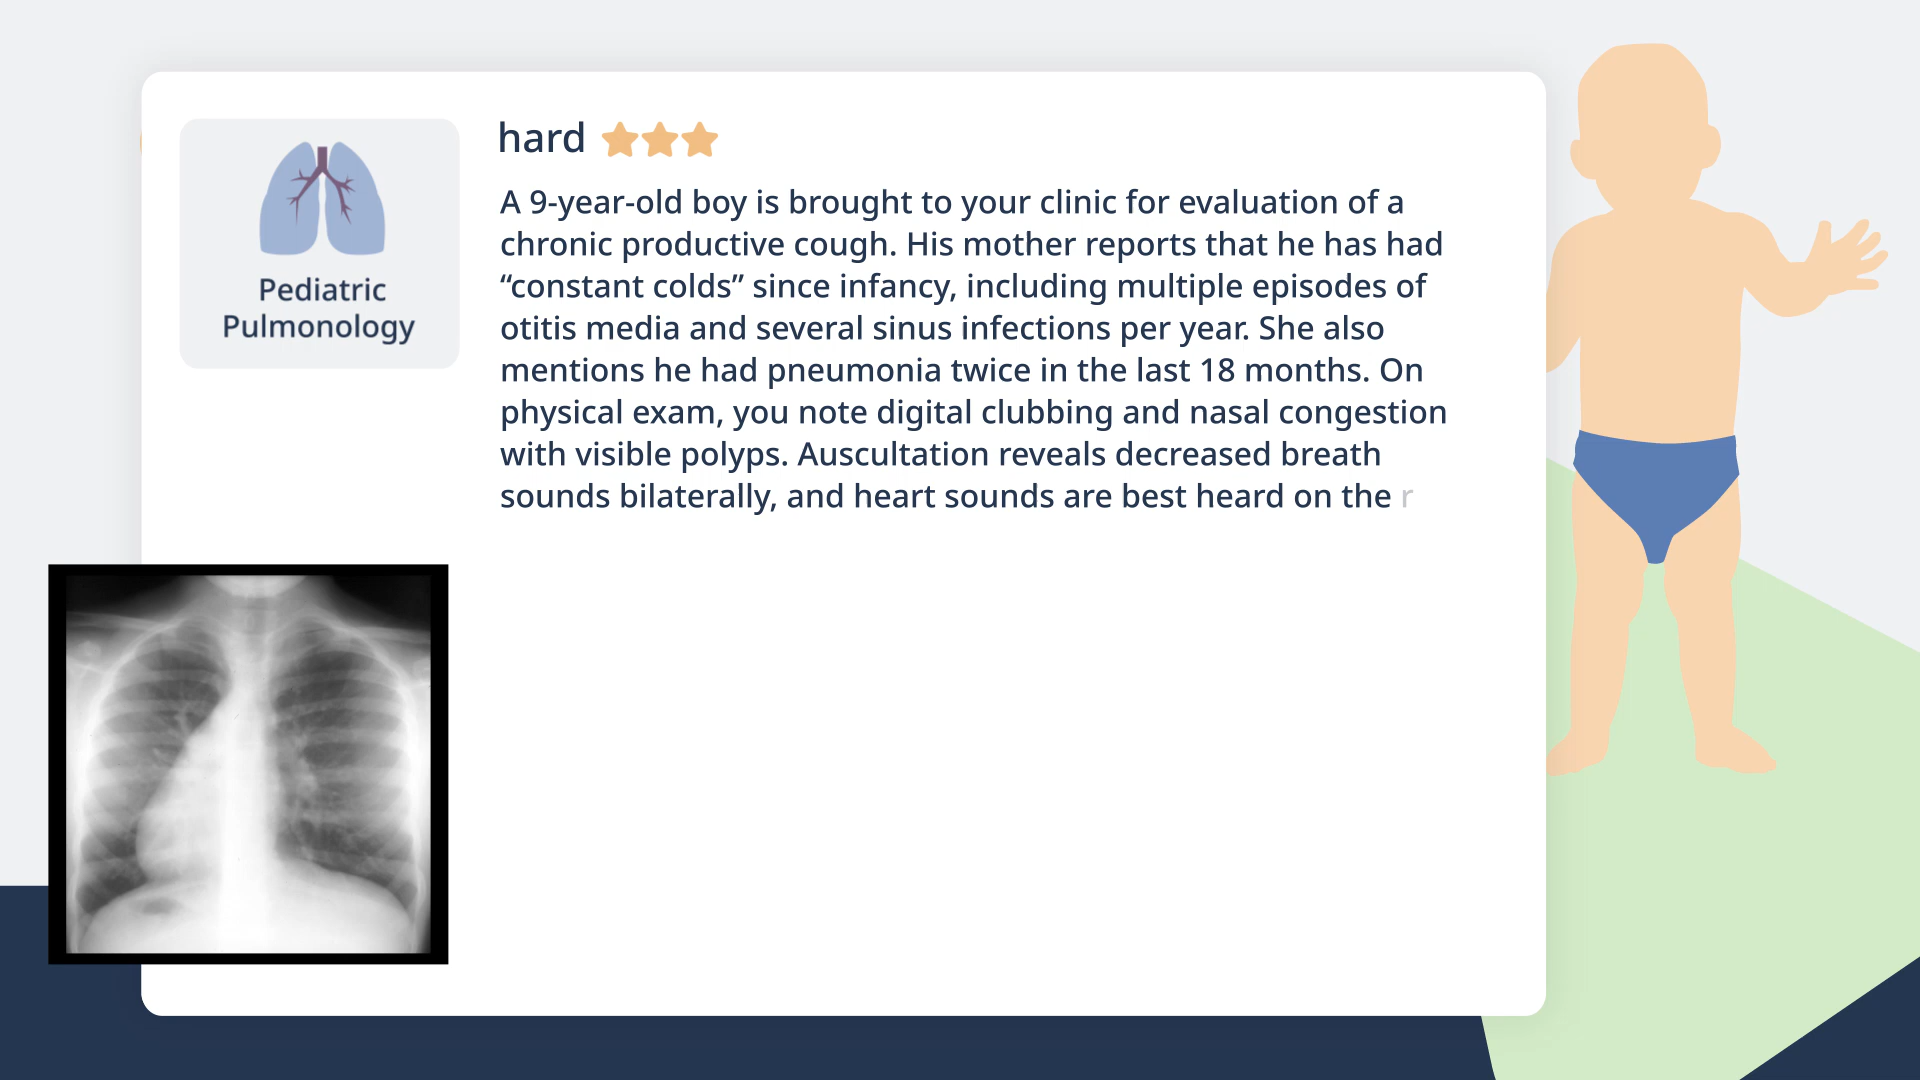 Pediatric
Pulmonology
hard
A 9-year-old boy is brought to your clinic for evaluation of a
chronic productive cough. His mother reports that he has had
“constant colds” since infancy, including multiple episodes of
otitis media and several sinus infections per year. She also
mentions he had pneumonia twice in the last 18 months. On
physical exam, you note digital clubbing and nasal congestion
with visible polyps. Auscultation reveals decreased breath
sounds bilaterally, and heart sounds are best heard on the r